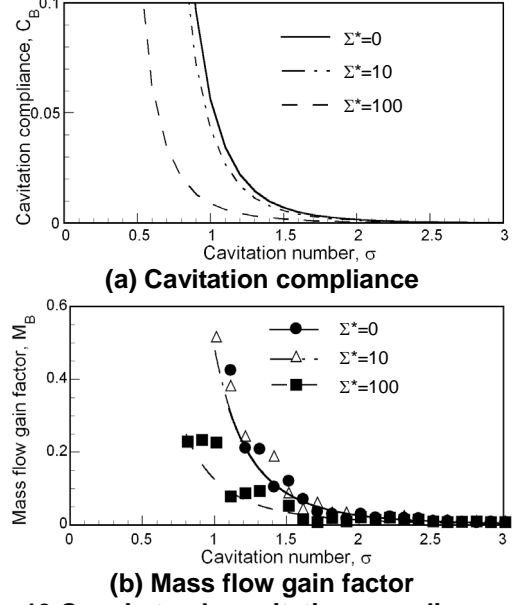 0.1
Cavitation compliance, C_B
Σ*=0
Σ*=10
Σ*=100
0.05
0
0 0.5 1 1.5 2 2.5 3
Cavitation number, σ
(a) Cavitation compliance
0.6
Mass flow gain factor, M_B
Σ*=0
Σ*=10
Σ*=100
0.4
0.2
0
0 0.5 1 1.5 2 2.5 3
Cavitation number, σ
(b) Mass flow gain factor